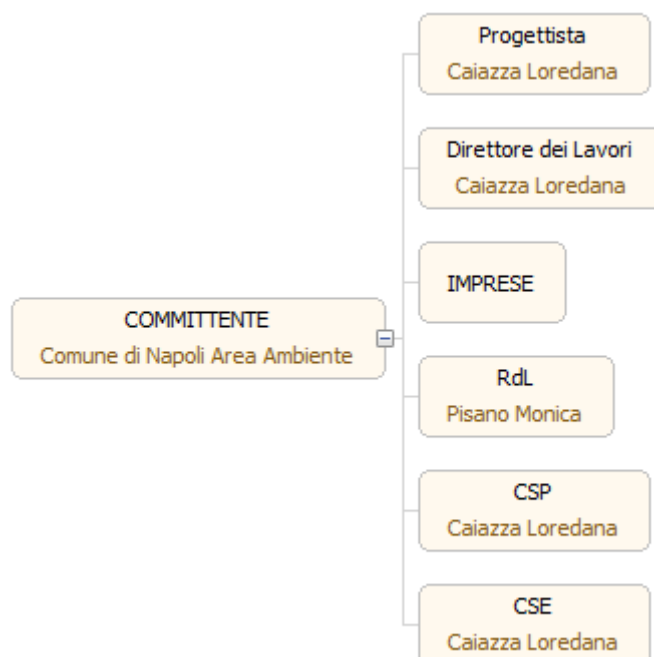 Progettista
Caiazza Loredana
Direttore dei Lavori
Caiazza Loredana
IMPRESE
COMMITTENTE
Comune di Napoli Area Ambiente
RdL
Pisano Monica
CSP
Caiazza Loredana
CSE
Caiazza Loredana